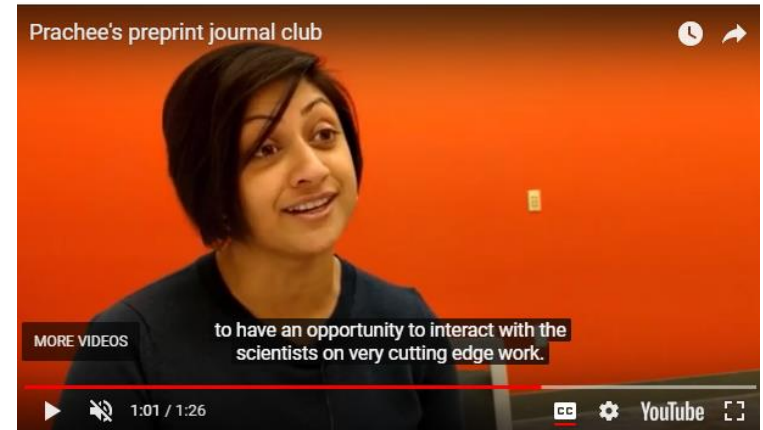 Prachee's preprint journal club
to have an opportunity to interact with the
scientists on very cutting edge work.
MORE VIDEOS
1:01 / 1:26
CC
YouTube